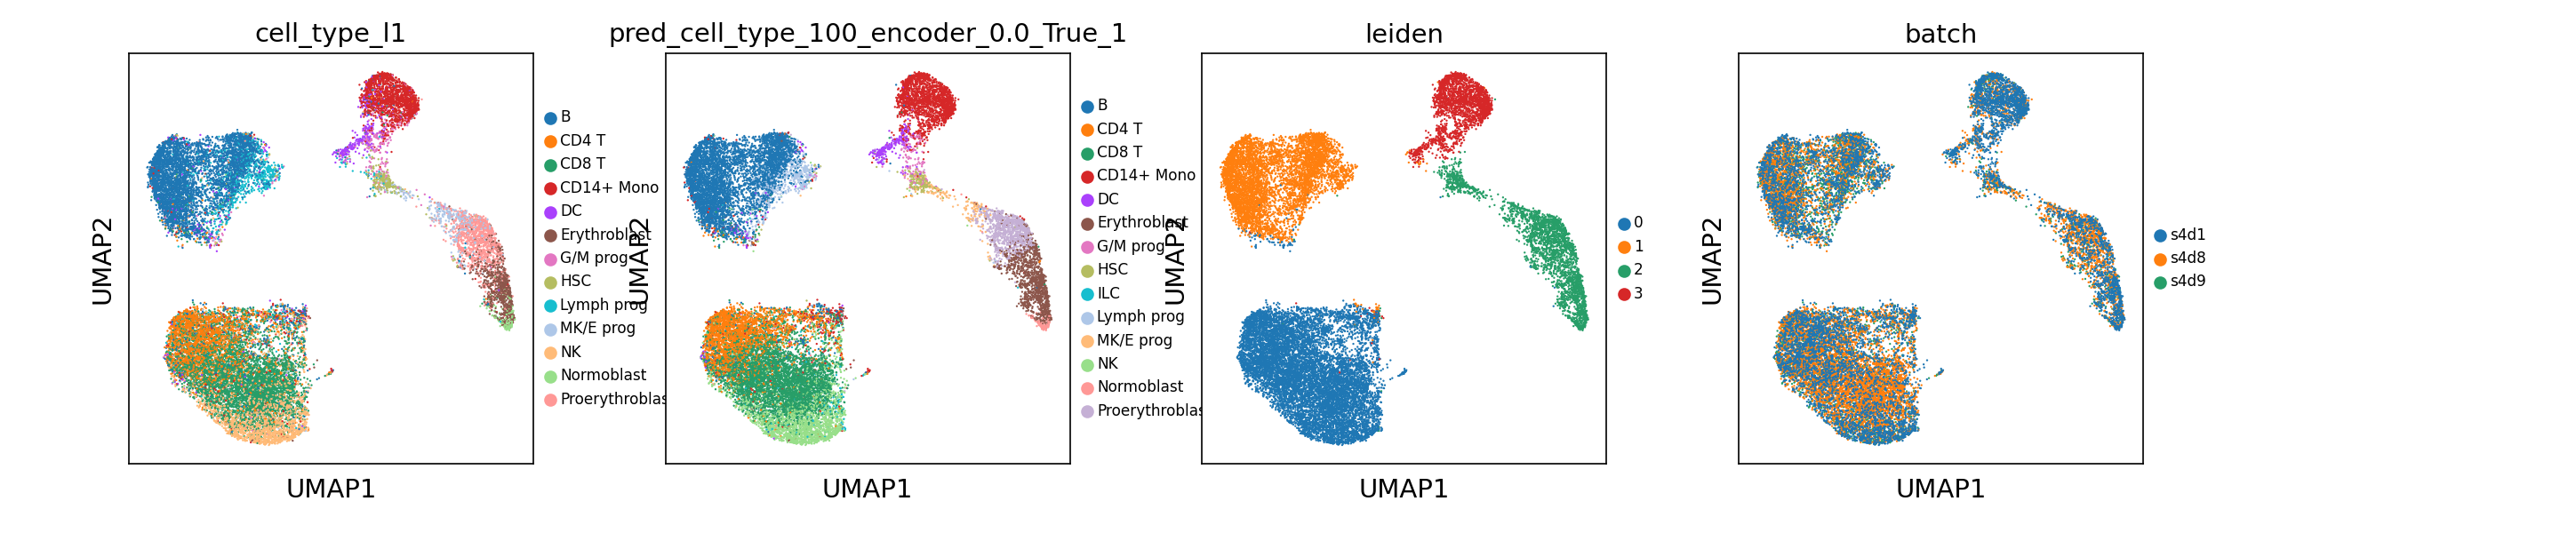 cell_type_l1
UMAP2
UMAP1
B
CD4 T
CD8 T
CD14+ Mono
DC
Erythroblast
G/M prog
HSC
Lymph prog
MK/E prog
NK
Normoblast
Proerythroblas
pred_cell_type_100_encoder_0.0_True_1
UMAP2
UMAP1
B
CD4 T
CD8 T
CD14+ Mono
DC
Erythroblast
G/M prog
HSC
ILC
Lymph prog
MK/E prog
NK
Normoblast
Proerythroblas
leiden
UMAP2
UMAP1
0
1
2
3
batch
UMAP2
UMAP1
s4d1
s4d8
s4d9